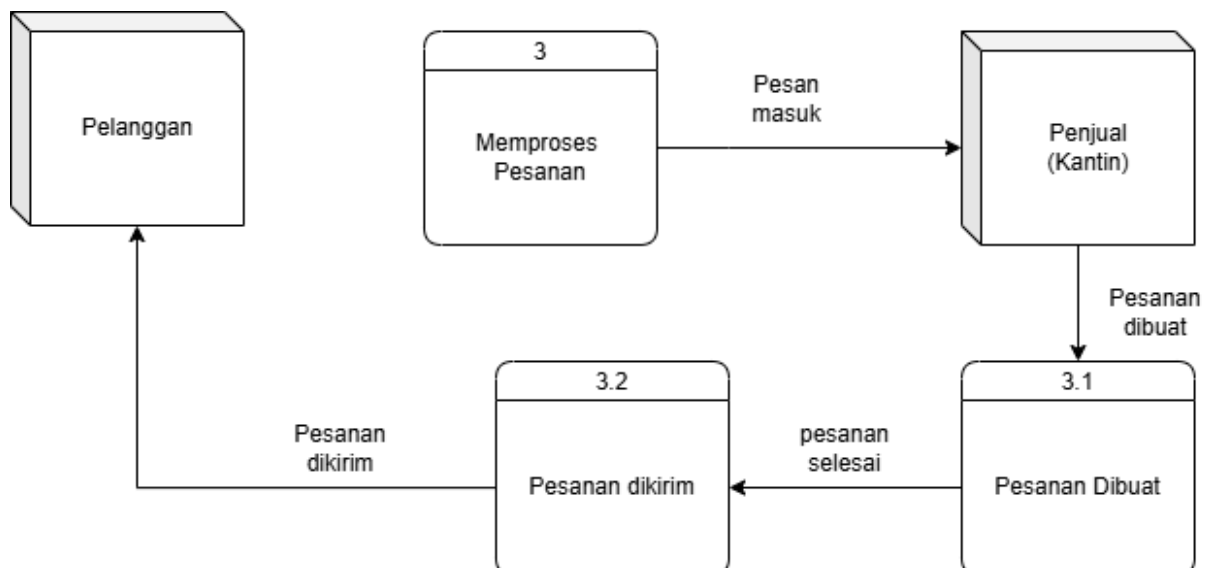 3
Pelanggan
Memproses
Pesanan
Pesan
masuk
Penjual
(Kantin)
Pesanan
dibuat
3.1
Pesanan Dibuat
pesanan
selesai
3.2
Pesanan dikirim
Pesanan
dikirim